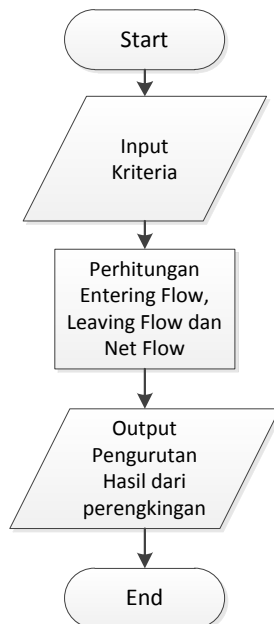 Start
Input
Kriteria
Perhitungan
Entering Flow,
Leaving Flow dan
Net Flow
Output
Pengurutan
Hasil dari
perengkingan
End